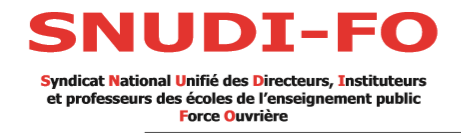 SNUDI-FO
Syndicat National Unifié des Directeurs, Instituteurs
et professeurs des écoles de l'enseignement public
Force Ouvrière